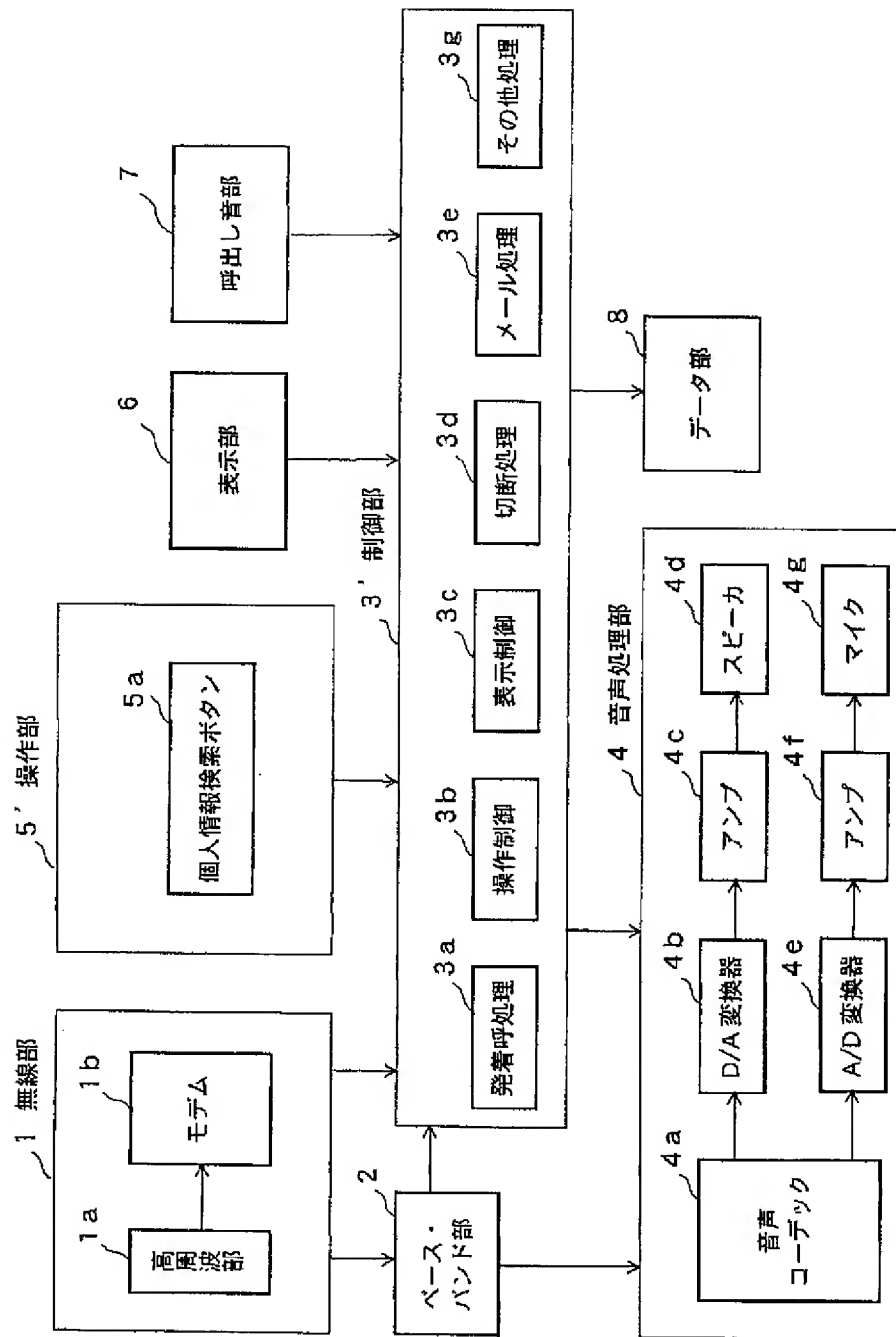 1 無線部
1a
高周波部
1b
モデム
5' 操作部
5a
個人情報検索ボタン
6
表示部
7
呼出し音部
2
ベース・
バンド部
3' 制御部
3a
発着呼処理
3b
操作制御
3c
表示制御
3d
切断処理
3e
メール処理
3g
その他処理
4 音声処理部
4a
音声
コーデック
4b
D/A変換器
4c
アンプ
4d
スピーカ
4e
A/D変換器
4f
アンプ
4g
マイク
8
データ部